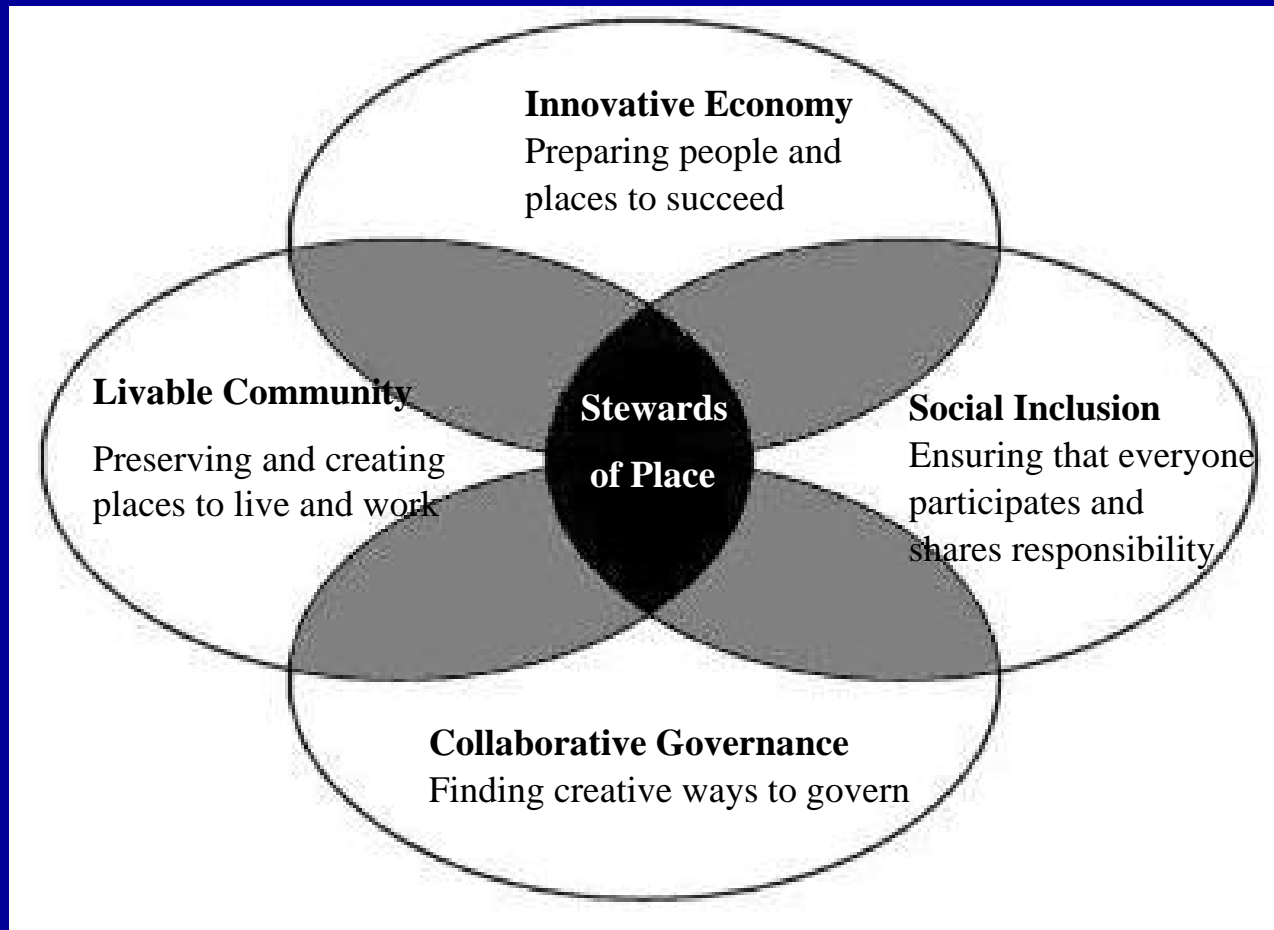 Innovative Economy
Preparing people and
places to succeed
Livable Community
Preserving and creating
places to live and work
Stewards
of Place
Social Inclusion
Ensuring that everyone
participates and
shares responsibility
Collaborative Governance
Finding creative ways to govern